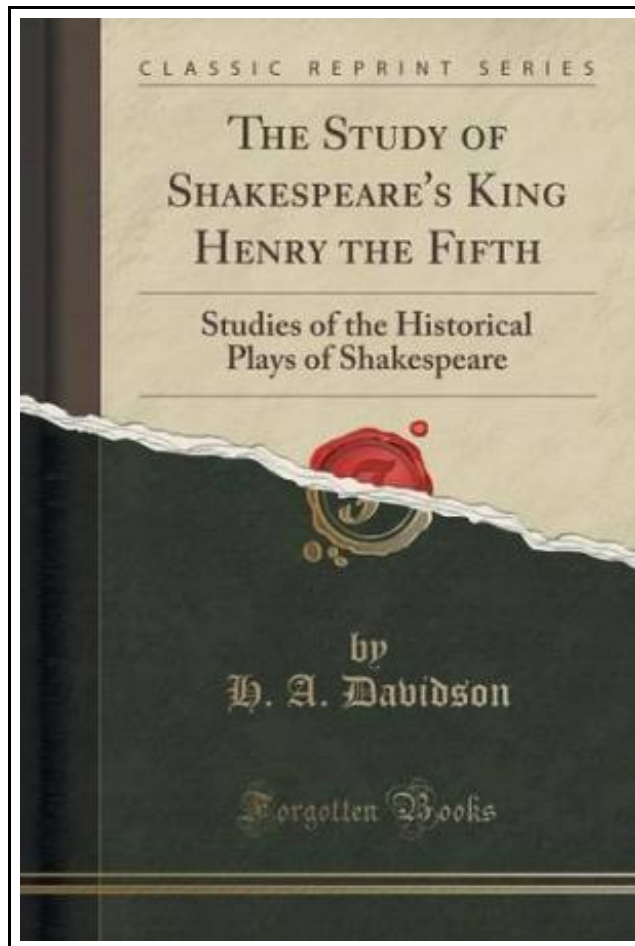 CLASSIC REPRINT SERIES
THE STUDY OF
SHAKESPEARE'S KING
HENRY THE FIFTH
Studies of the Historical
Plays of Shakespeare
by
H. A. Davidson
Forgotten Books